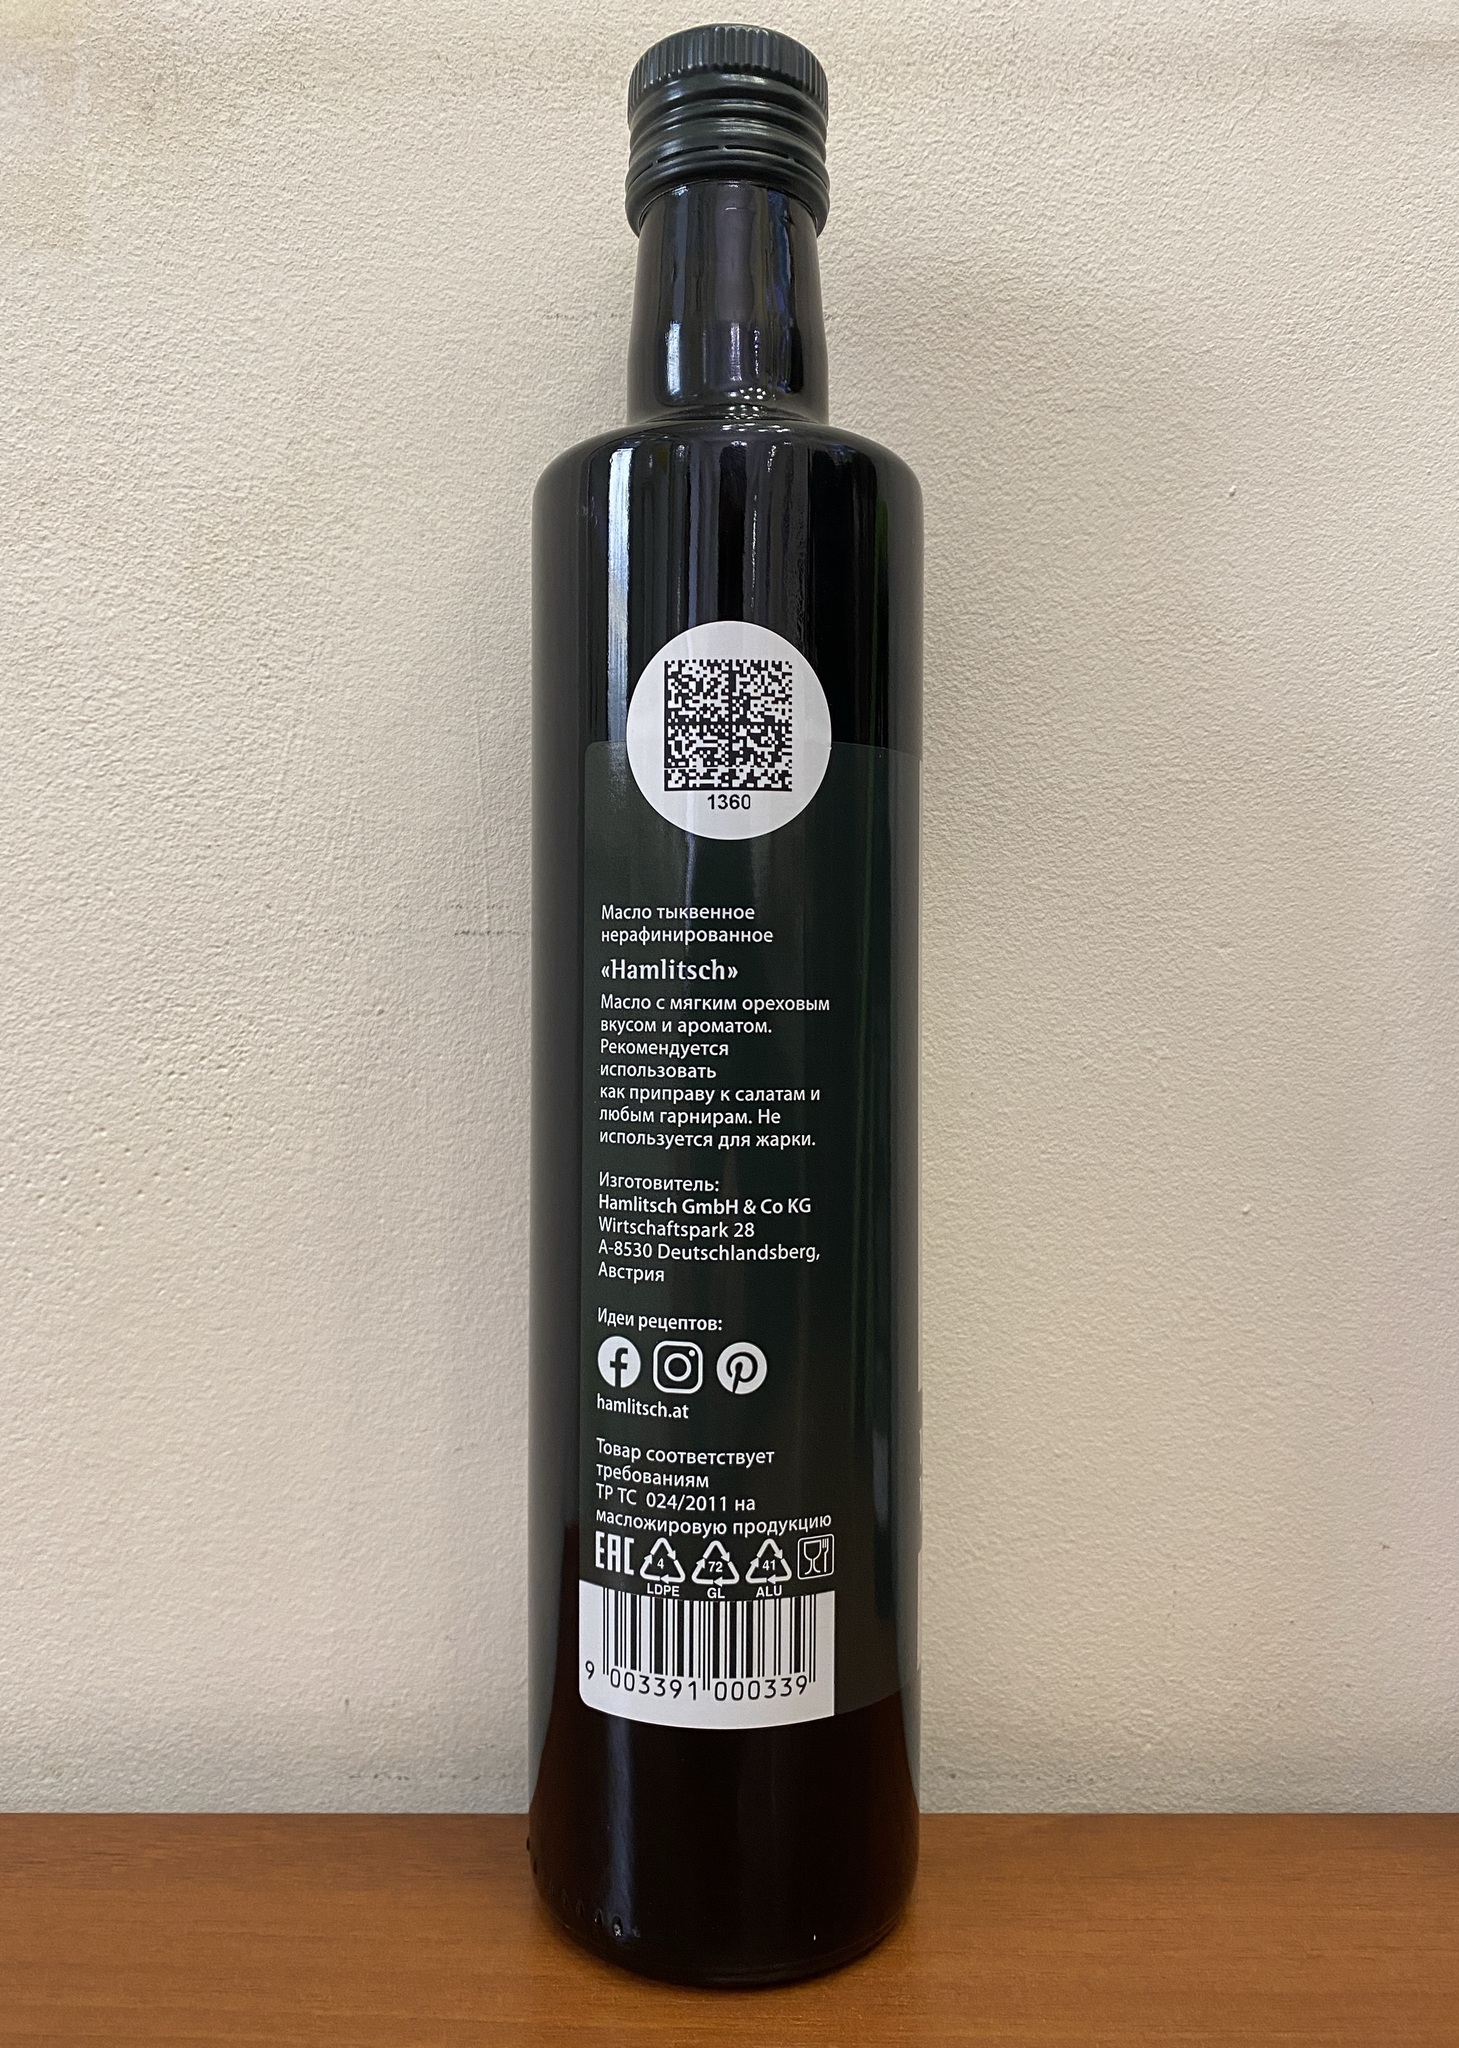 1360
Масло тыквенное
нерафинированное
«Hamlitsch»
Масло с мягким ореховым
вкусом и ароматом.
Рекомендуется
использовать
как приправу к салатам и
любым гарнирам. Не
используется для жарки.
Изготовитель:
Hamlitsch GmbH & Co KG
Wirtschaftspark 28
A-8530 Deutschlandsberg,
Австрия
Идеи рецептов:
hamlitsch.at
Товар соответствует
требованиям
ТР ТС 024/2011 на
масложировую продукцию
EAC 4 72 41
LDPE GL ALU
9 003391 000339